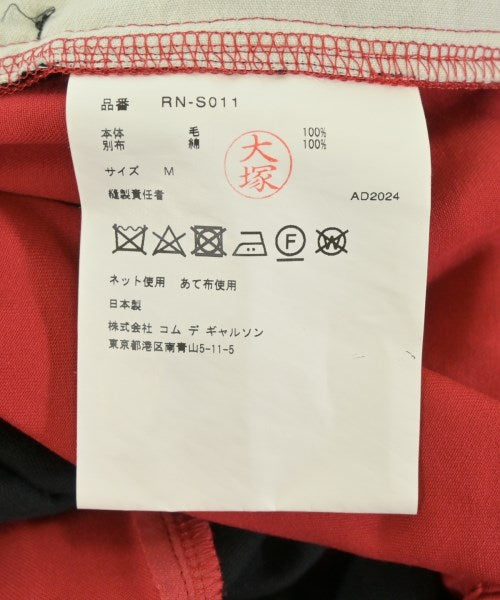 品番 RN-S011
本体 毛 100%
別布 綿 100%
大塚
サイズ M
縫製責任者 AD2024
F W
ネット使用 あて布使用
日本製
株式会社 コム デ ギャルソン
東京都港区南青山5-11-5